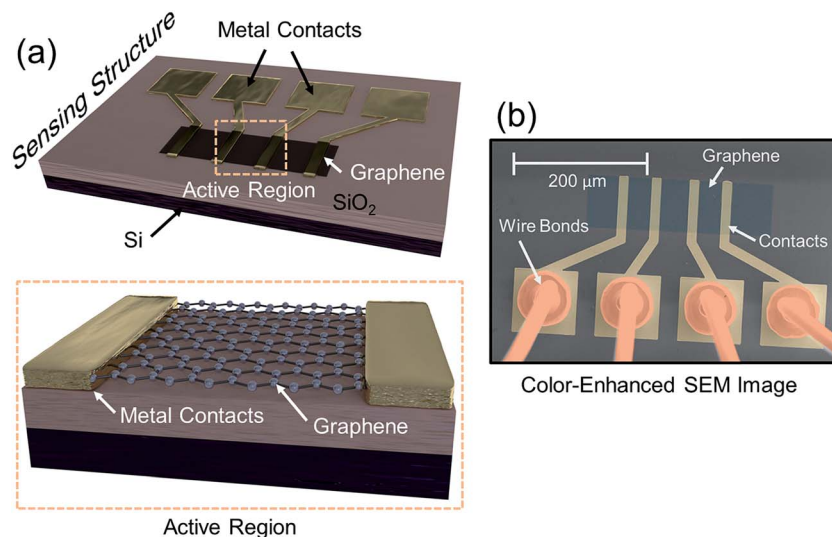 (a)
Sensing Structure
Metal Contacts
Graphene
Active Region
SiO₂
Si
Metal Contacts
Graphene
Active Region
(b)
200 µm
Graphene
Wire Bonds
Contacts
Color-Enhanced SEM Image